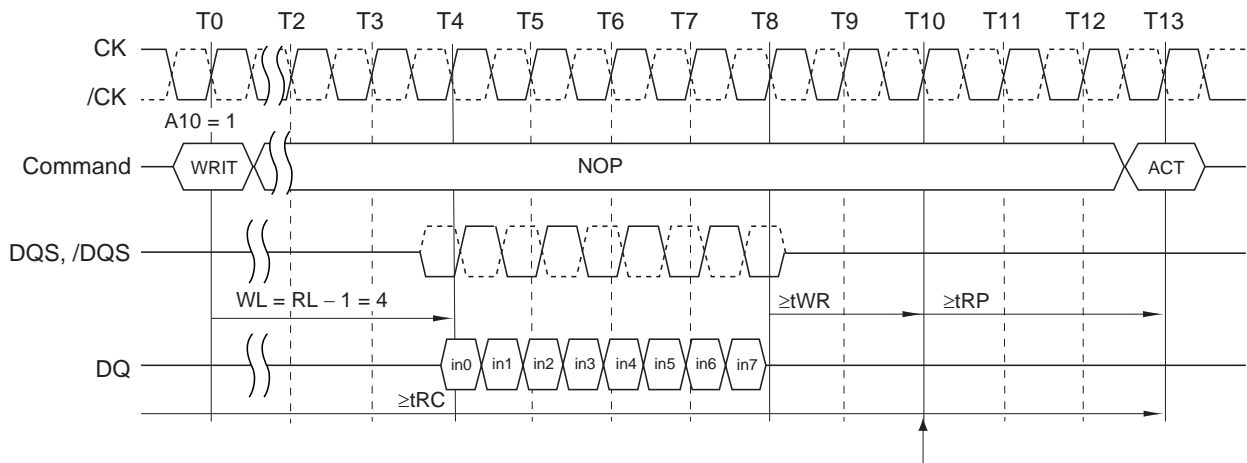 T0 T2 T3 T4 T5 T6 T7 T8 T9 T10 T11 T12 T13
CK
/CK
A10 = 1
Command WRIT NOP ACT
DQS, /DQS
WL = RL − 1 = 4 ≥tWR ≥tRP
DQ in0 in1 in2 in3 in4 in5 in6 in7
≥tRC